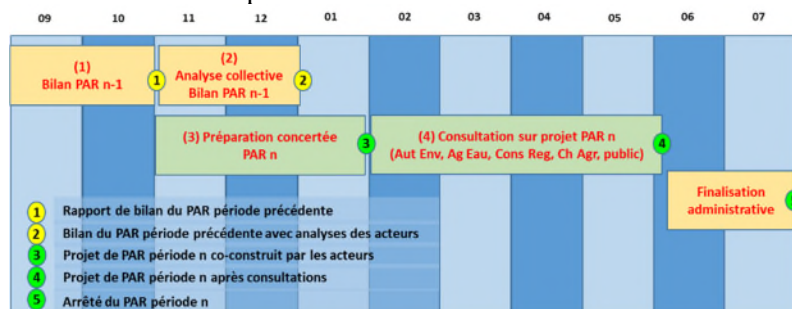 09 10 11 12 01 02 03 04 05 06 07
(1)
Bilan PAR n-1
1
(2)
Analyse collective
Bilan PAR n-1
2
(3) Préparation concertée
PAR n
3
(4) Consultation sur projet PAR n
(Aut Env, Ag Eau, Cons Reg, Ch Agr, public)
4
Finalisation
administrative
1 Rapport de bilan du PAR période précédente
2 Bilan du PAR période précédente avec analyses des acteurs
3 Projet de PAR période n co-construit par les acteurs
4 Projet de PAR période n après consultations
5 Arrêté du PAR période n